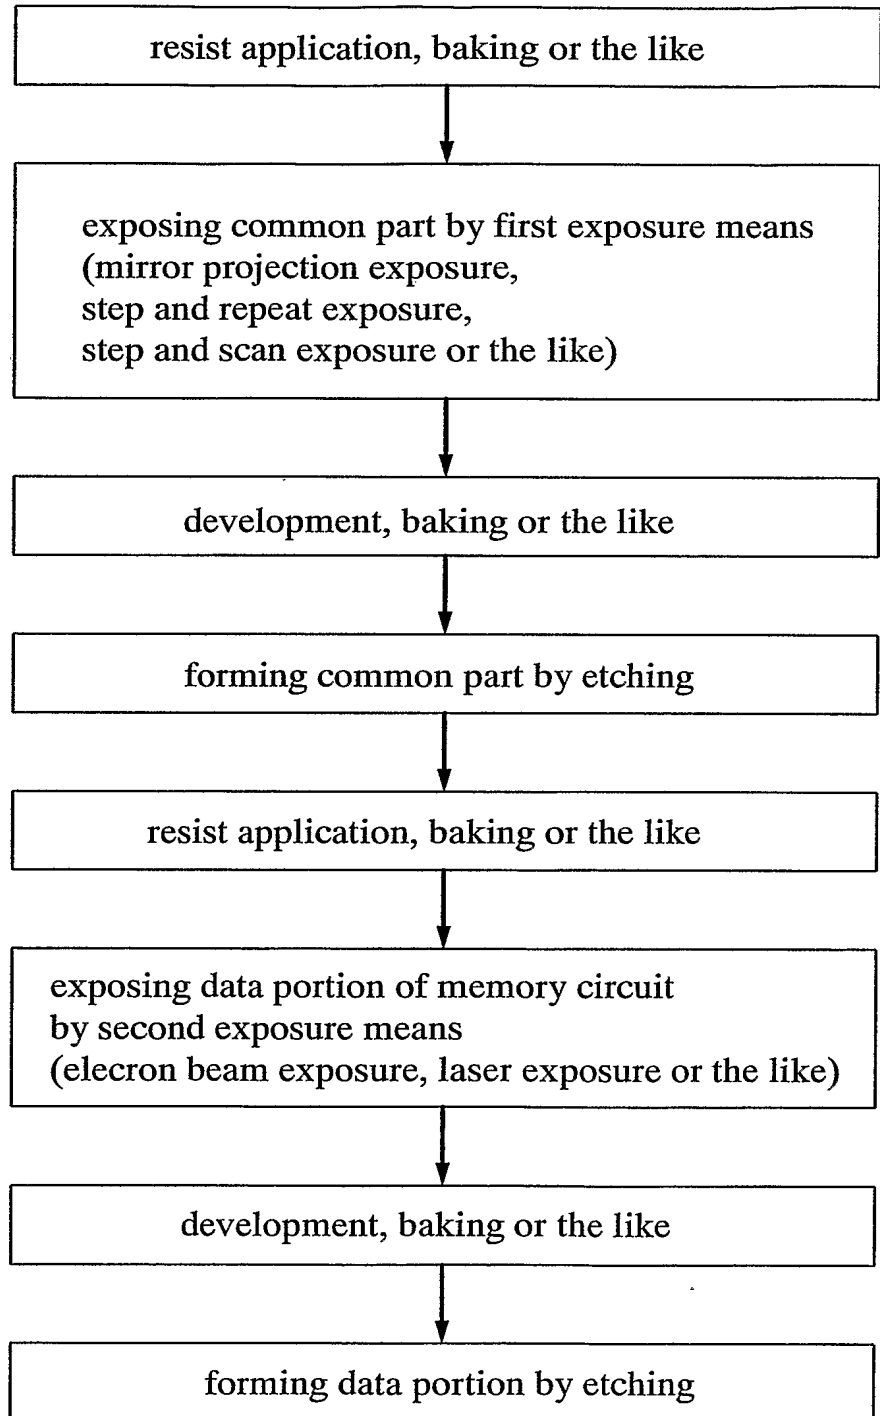 resist application, baking or the like
exposing common part by first exposure means
(mirror projection exposure,
step and repeat exposure,
step and scan exposure or the like)
development, baking or the like
forming common part by etching
resist application, baking or the like
exposing data portion of memory circuit
by second exposure means
(elecron beam exposure, laser exposure or the like)
development, baking or the like
forming data portion by etching